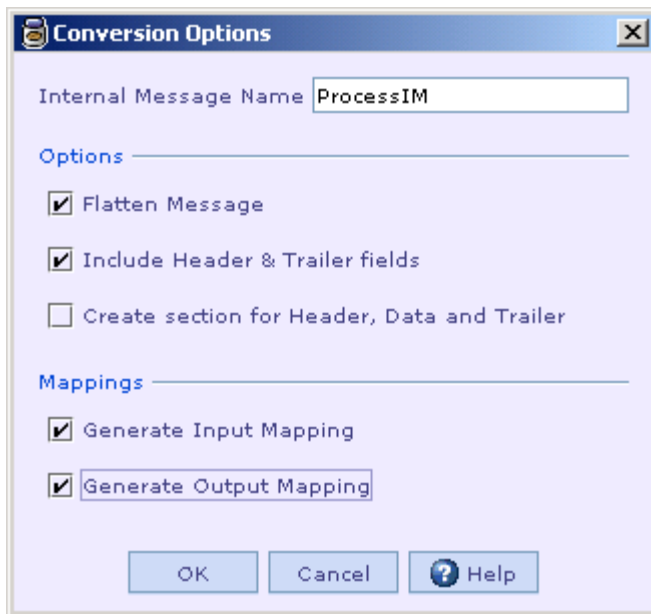 Conversion Options
Internal Message Name ProcessIM
Options
Flatten Message
Include Header & Trailer fields
Create section for Header, Data and Trailer
Mappings
Generate Input Mapping
Generate Output Mapping
OK Cancel Help